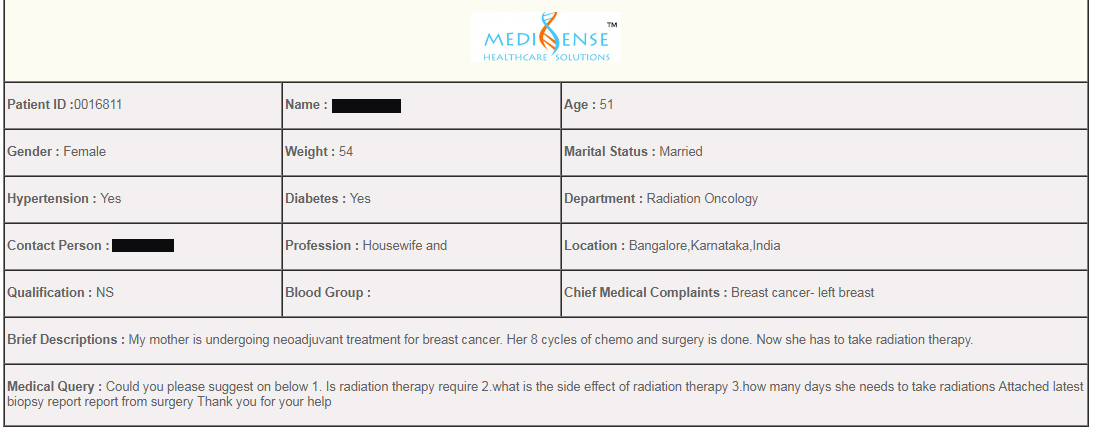 MEDISENSE ™
HEALTHCARE SOLUTIONS
Patient ID :0016811 Name : Age : 51
Gender : Female Weight : 54 Marital Status : Married
Hypertension : Yes Diabetes : Yes Department : Radiation Oncology
Contact Person : Profession : Housewife and Location : Bangalore,Karnataka,India
Qualification : NS Blood Group : Chief Medical Complaints : Breast cancer- left breast
Brief Descriptions : My mother is undergoing neoadjuvant treatment for breast cancer. Her 8 cycles of chemo and surgery is done. Now she has to take radiation therapy.
Medical Query : Could you please suggest on below 1. Is radiation therapy require 2.what is the side effect of radiation therapy 3.how many days she needs to take radiations Attached latest
biopsy report report from surgery Thank you for your help